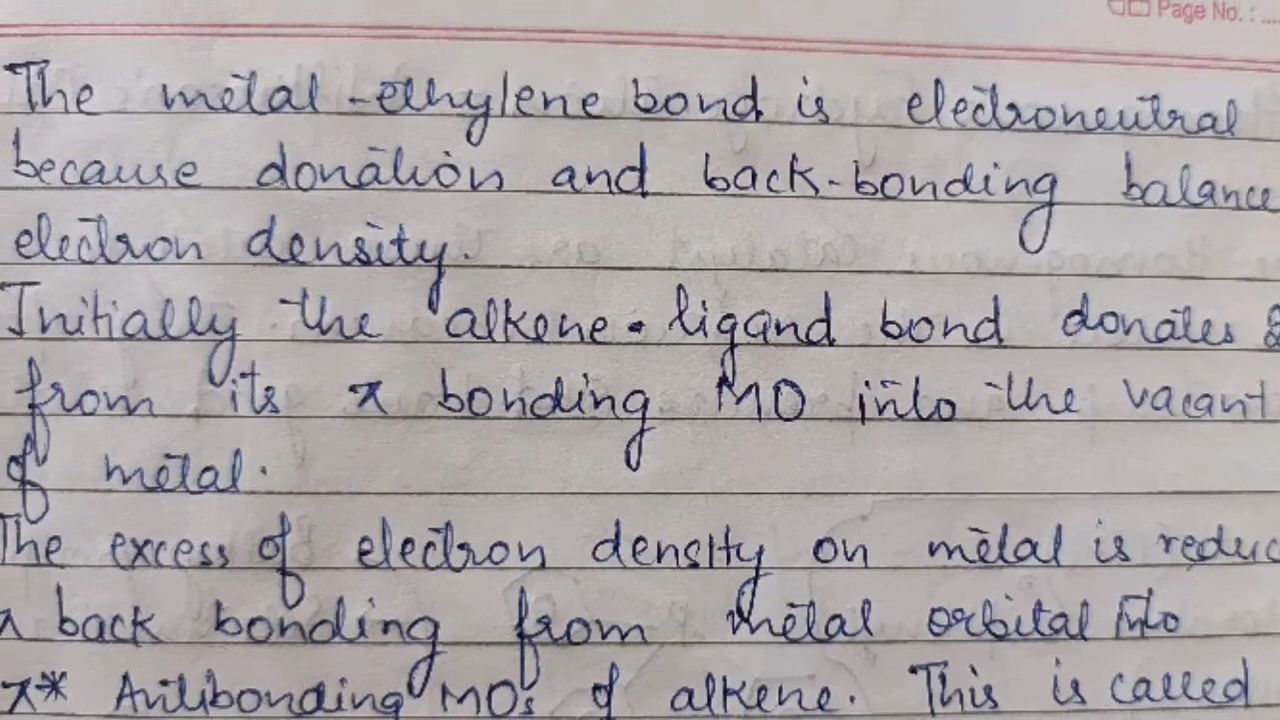 Page No. : ...
The metal-ethylene bond is electroneutral
because donation and back-bonding balance
electron density.
Initially the alkene-ligand bond donates
from its π bonding MO into the vacant
of metal.
The excess of electron density on metal is reduc
π back bonding from metal orbital into
π* Antibonding MOs of alkene. This is called